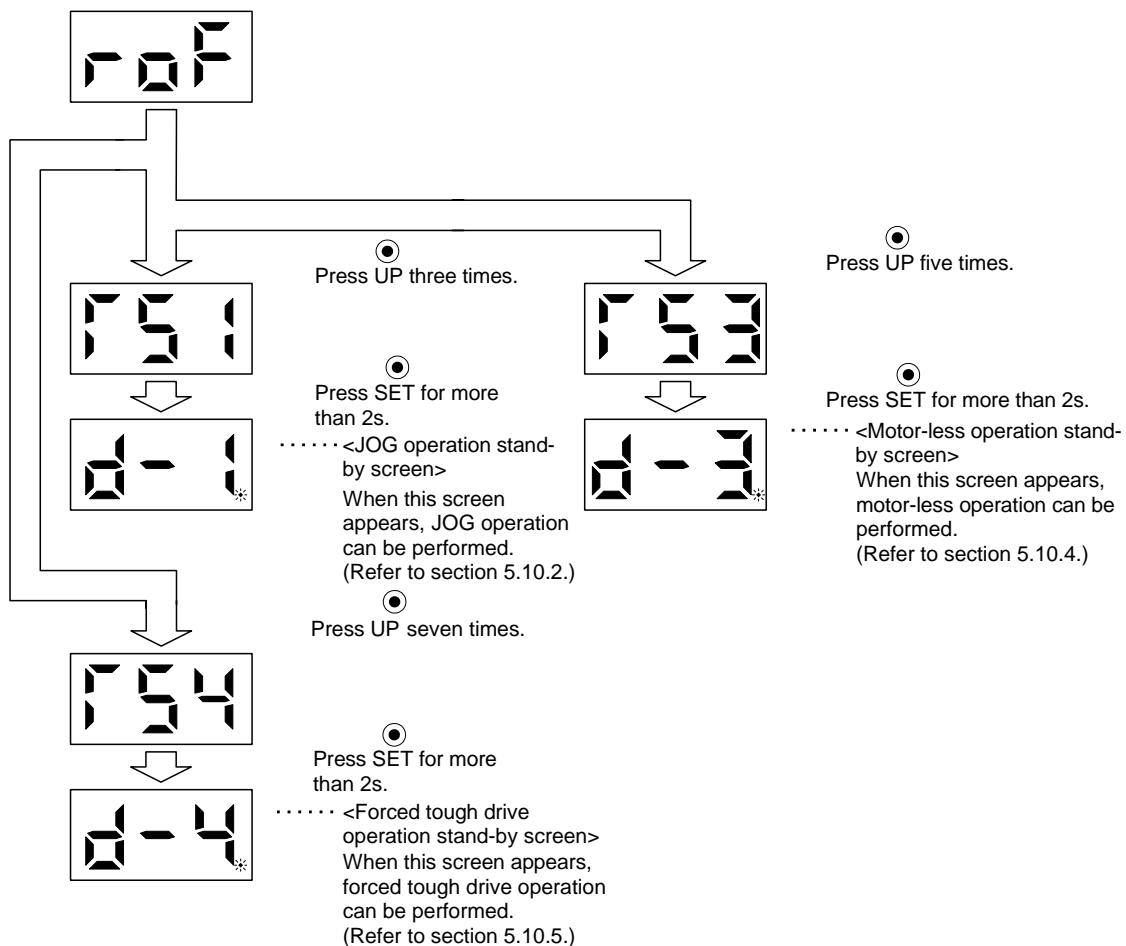 roF
Press UP three times.
Press UP five times.
TS1
TS3
Press SET for more
than 2s.
Press SET for more than 2s.
d-1
<JOG operation stand-
by screen>
When this screen
appears, JOG operation
can be performed.
(Refer to section 5.10.2.)
d-3
<Motor-less operation stand-
by screen>
When this screen appears,
motor-less operation can be
performed.
(Refer to section 5.10.4.)
Press UP seven times.
TS4
Press SET for more
than 2s.
d-4
<Forced tough drive
operation stand-by screen>
When this screen appears,
forced tough drive operation
can be performed.
(Refer to section 5.10.5.)